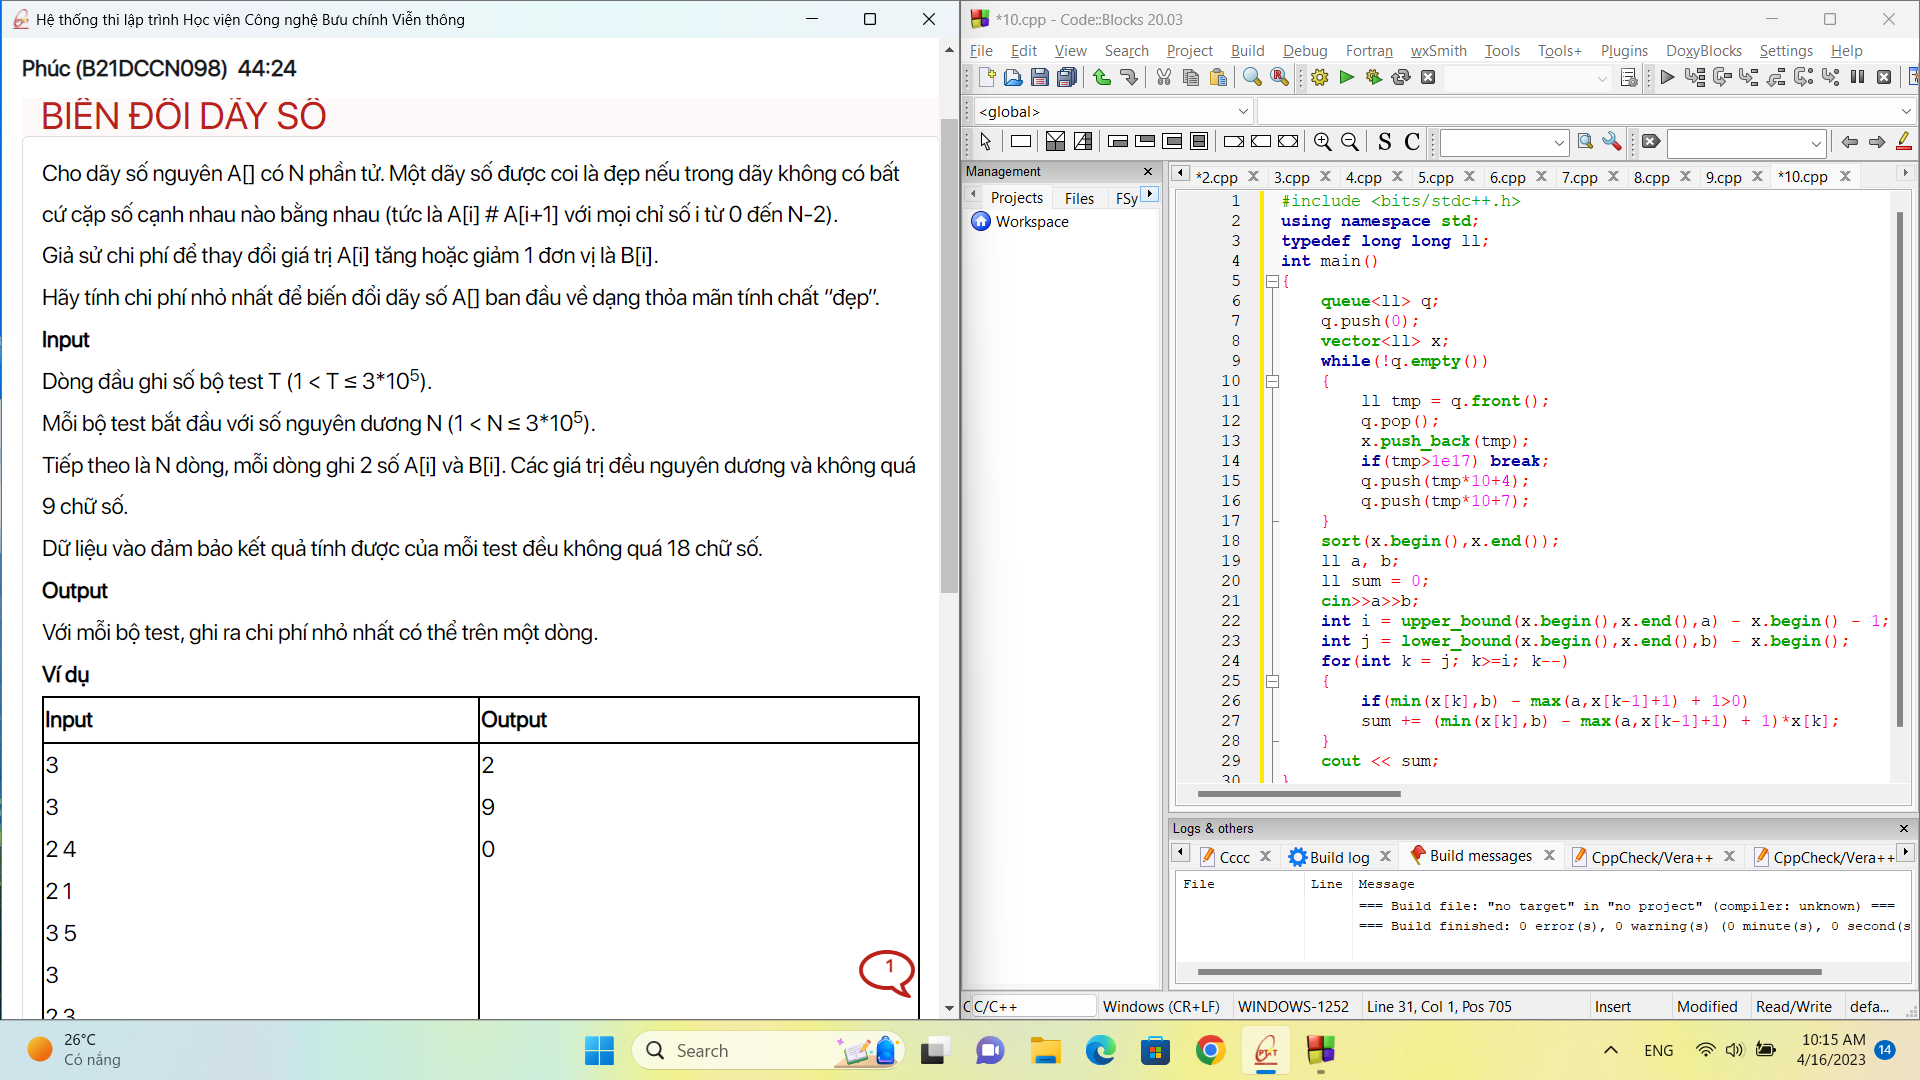 Hệ thống thi lập trình Học viện Công nghệ Bưu chính Viễn thông
Phúc (B21DCCN098) 44:24
BIẾN ĐỔI DÃY SỐ
Cho dãy số nguyên A[] có N phần tử. Một dãy số được coi là đẹp nếu trong dãy không có bất
cứ cặp số cạnh nhau nào bằng nhau (tức là A[i] # A[i+1] với mọi chỉ số i từ 0 đến N-2).
Giả sử chi phí để thay đổi giá trị A[i] tăng hoặc giảm 1 đơn vị là B[i].
Hãy tính chi phí nhỏ nhất để biến đổi dãy số A[] ban đầu về dạng thỏa mãn tính chất "đẹp".
Input
Dòng đầu ghi số bộ test T (1 < T ≤ 3*10⁵).
Mỗi bộ test bắt đầu với số nguyên dương N (1 < N ≤ 3*10⁵).
Tiếp theo là N dòng, mỗi dòng ghi 2 số A[i] và B[i]. Các giá trị đều nguyên dương và không quá
9 chữ số.
Dữ liệu vào đảm bảo kết quả tính được của mỗi test đều không quá 18 chữ số.
Output
Với mỗi bộ test, ghi ra chi phí nhỏ nhất có thể trên một dòng.
Ví dụ
Input Output
3 2
3 9
2 4 0
2 1
3 5
3
2 3
1
*10.cpp - Code::Blocks 20.03
File Edit View Search Project Build Debug Fortran wxSmith Tools Tools+ Plugins DoxyBlocks Settings Help
<global>
S C
Management
Projects Files FSy
Workspace
*2.cpp 3.cpp 4.cpp 5.cpp 6.cpp 7.cpp 8.cpp 9.cpp *10.cpp
1 #include <bits/stdc++.h>
2 using namespace std;
3 typedef long long ll;
4 int main()
5 {
6 queue<ll> q;
7 q.push(0);
8 vector<ll> x;
9 while(!q.empty())
10 {
11 ll tmp = q.front();
12 q.pop();
13 x.push_back(tmp);
14 if(tmp>1e17) break;
15 q.push(tmp*10+4);
16 q.push(tmp*10+7);
17 }
18 sort(x.begin(),x.end());
19 ll a, b;
20 ll sum = 0;
21 cin>>a>>b;
22 int i = upper_bound(x.begin(),x.end(),a) - x.begin() - 1;
23 int j = lower_bound(x.begin(),x.end(),b) - x.begin();
24 for(int k = j; k>=i; k--)
25 {
26 if(min(x[k],b) - max(a,x[k-1]+1) + 1>0)
27 sum += (min(x[k],b) - max(a,x[k-1]+1) + 1)*x[k];
28 }
29 cout << sum;
30 }
Logs & others
Cccc Build log Build messages CppCheck/Vera++ CppCheck/Vera++
File Line Message
=== Build file: "no target" in "no project" (compiler: unknown) ===
=== Build finished: 0 error(s), 0 warning(s) (0 minute(s), 0 second(s
C C/C++ Windows (CR+LF) WINDOWS-1252 Line 31, Col 1, Pos 705 Insert Modified Read/Write defa...
26°C
Có nắng
Search
PTIT
ENG
10:15 AM
4/16/2023
14